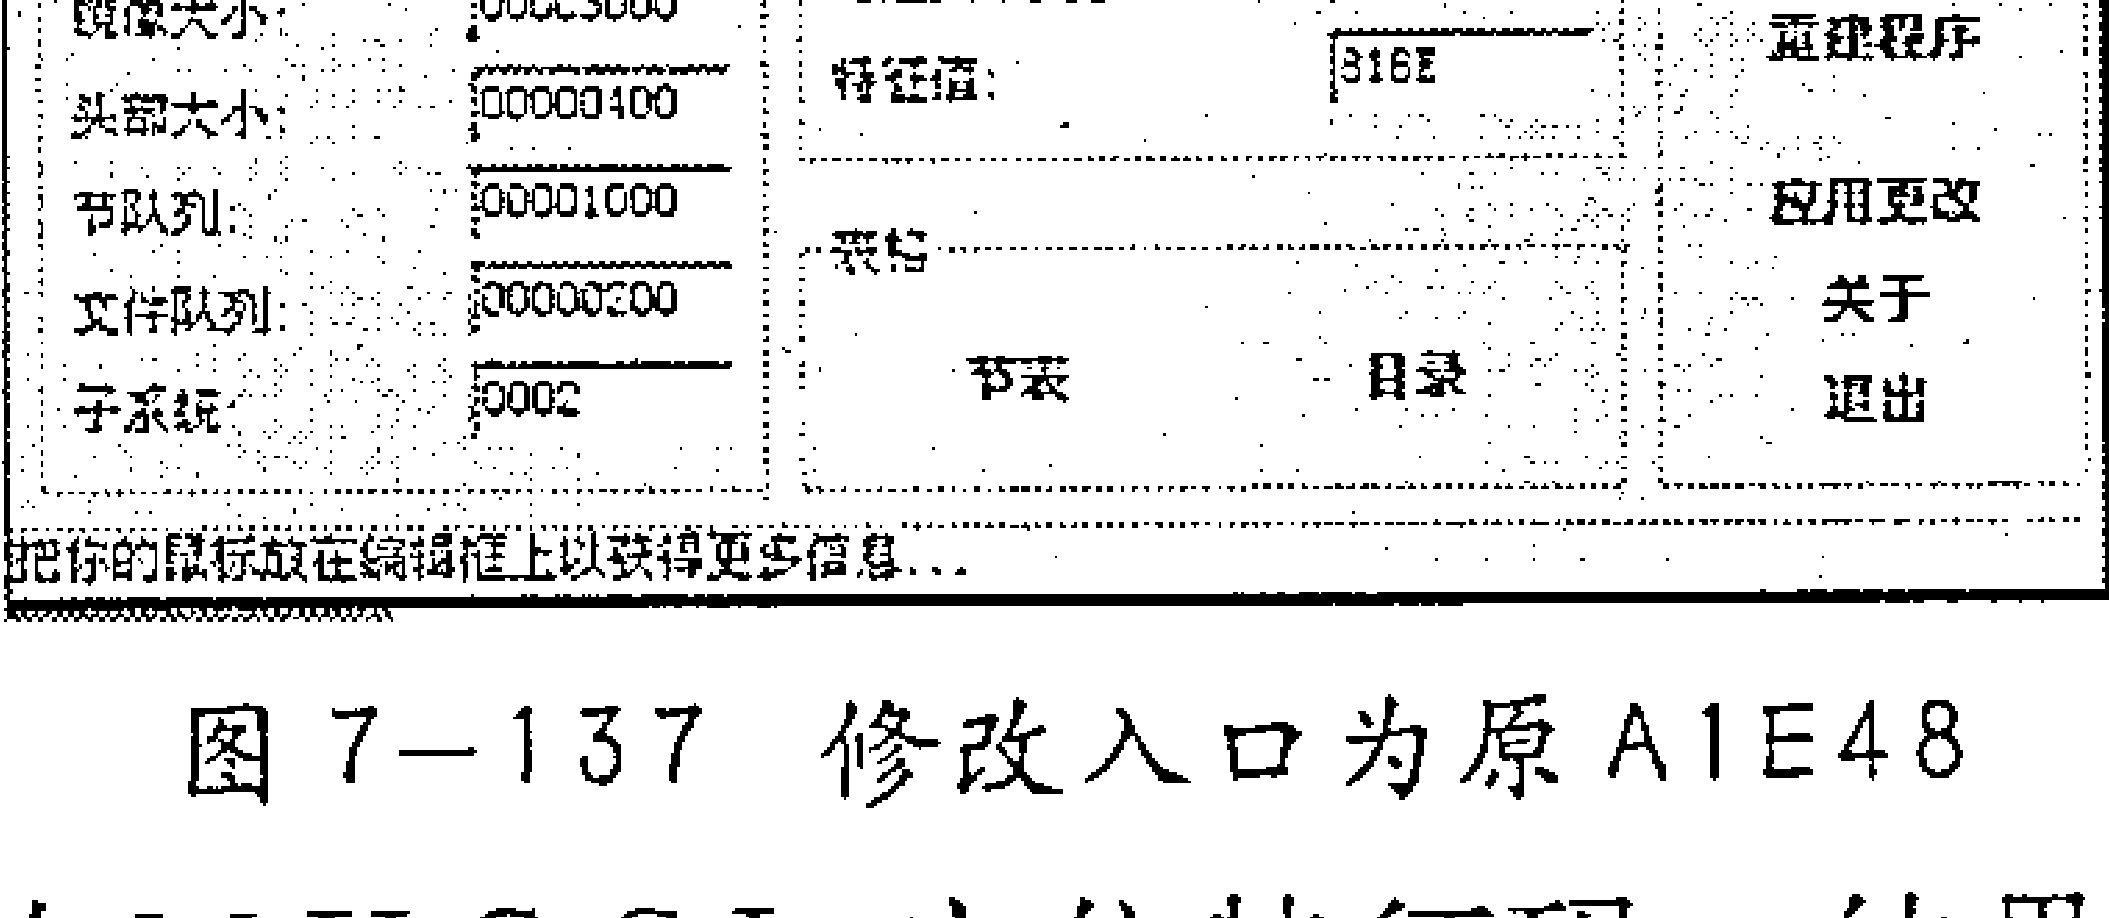 镜像大小:
头部大小: 00000400
节队列: 00001000
文件队列: 00000200
子系统 0002
特征值: 818E
表格
节表 目录
重建程序
应用更改
关于
退出
把你的鼠标放在编辑框上以获得更多信息...
图 7-137 修改入口为原 A1E48